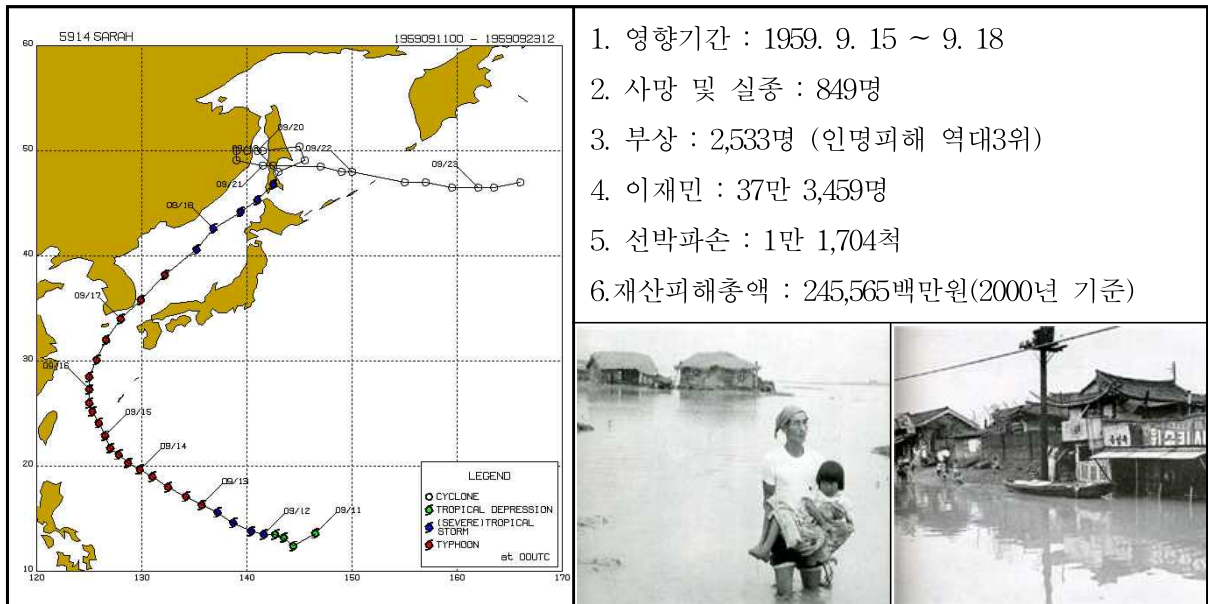 5914 SARAH
1959091100 - 1959092312
60
50
40
30
20
10
120
130
140
150
160
170
09/20
09/19
09/22
09/23
09/21
09/18
09/17
09/16
09/15
09/14
09/13
09/12
09/11
LEGEND
CYCLONE
TROPICAL DEPRESSION
(SEVERE)TROPICAL
STORM
TYPHOON
at 00UTC
1. 영향기간 : 1959. 9. 15 ~ 9. 18
2. 사망 및 실종 : 849명
3. 부상 : 2,533명 (인명피해 역대3위)
4. 이재민 : 37만 3,459명
5. 선박파손 : 1만 1,704척
6.재산피해총액 : 245,565백만원(2000년 기준)